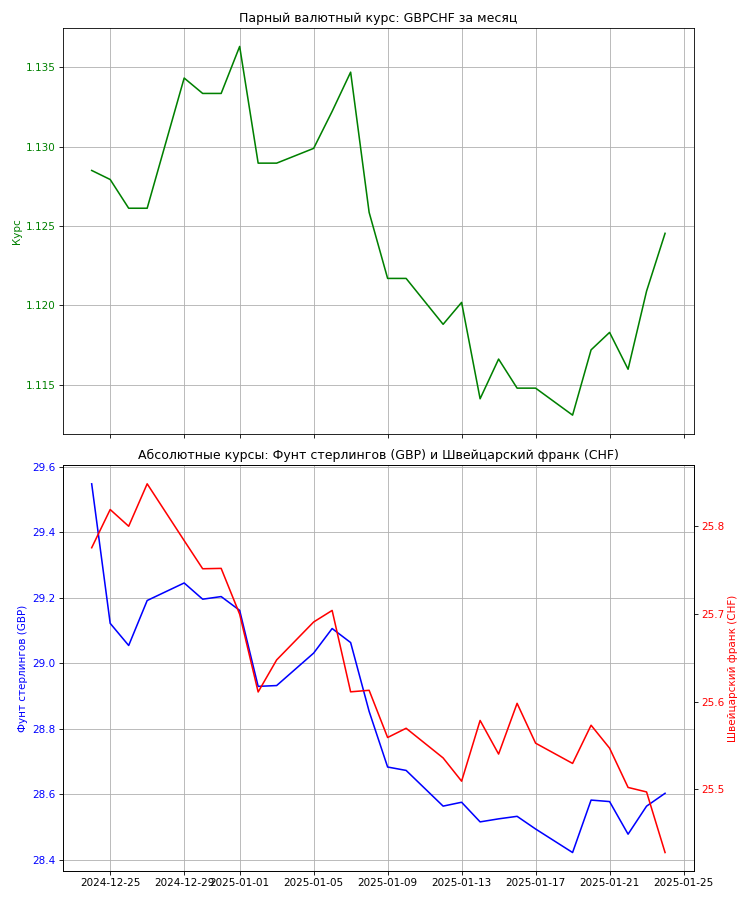 Парный валютный курс: GBPCHF за месяц
1.135
1.130
1.125
1.120
1.115
Курс
Абсолютные курсы: Фунт стерлингов (GBP) и Швейцарский франк (CHF)
29.6
29.4
29.2
29.0
28.8
28.6
28.4
Фунт стерлингов (GBP)
25.8
25.7
25.6
25.5
Швейцарский франк (CHF)
2024-12-25 2024-12-29 2025-01-01 2025-01-05 2025-01-09 2025-01-13 2025-01-17 2025-01-21 2025-01-25